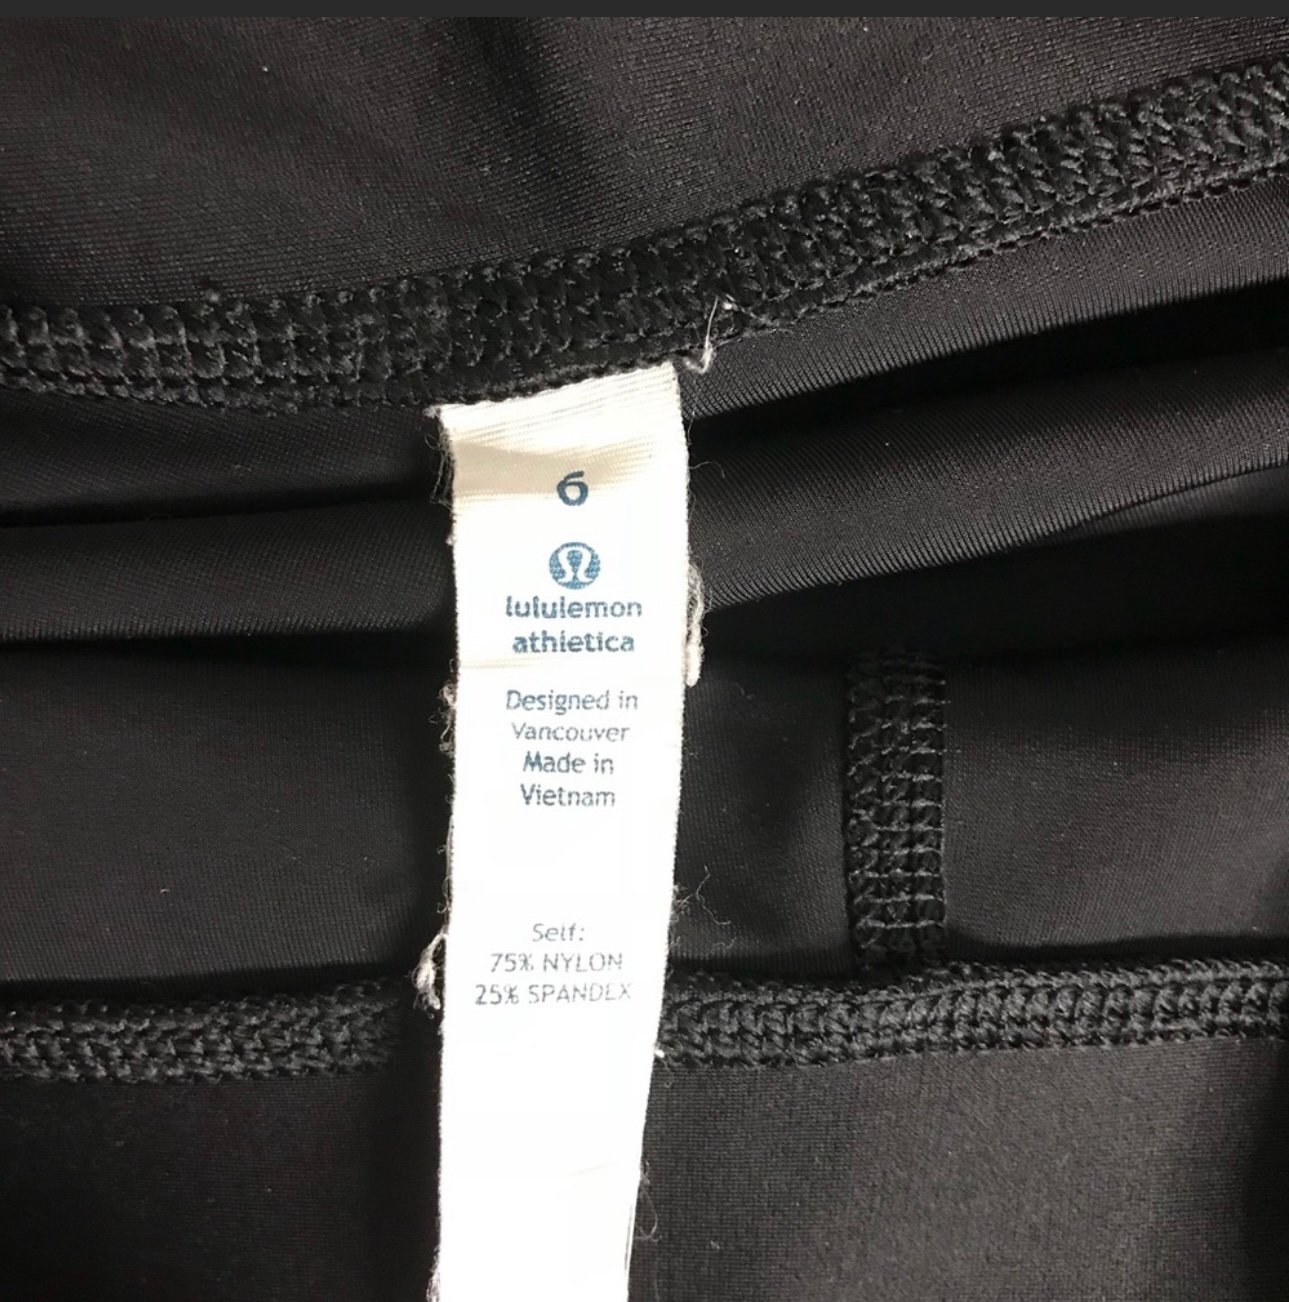 6
lululemon
athletica
Designed in
Vancouver
Made in
Vietnam
Self:
75% NYLON
25% SPANDEX